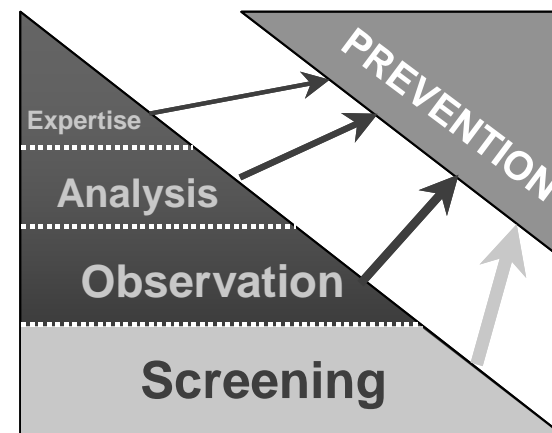 PREVENTION
Expertise
Analysis
Observation
Screening